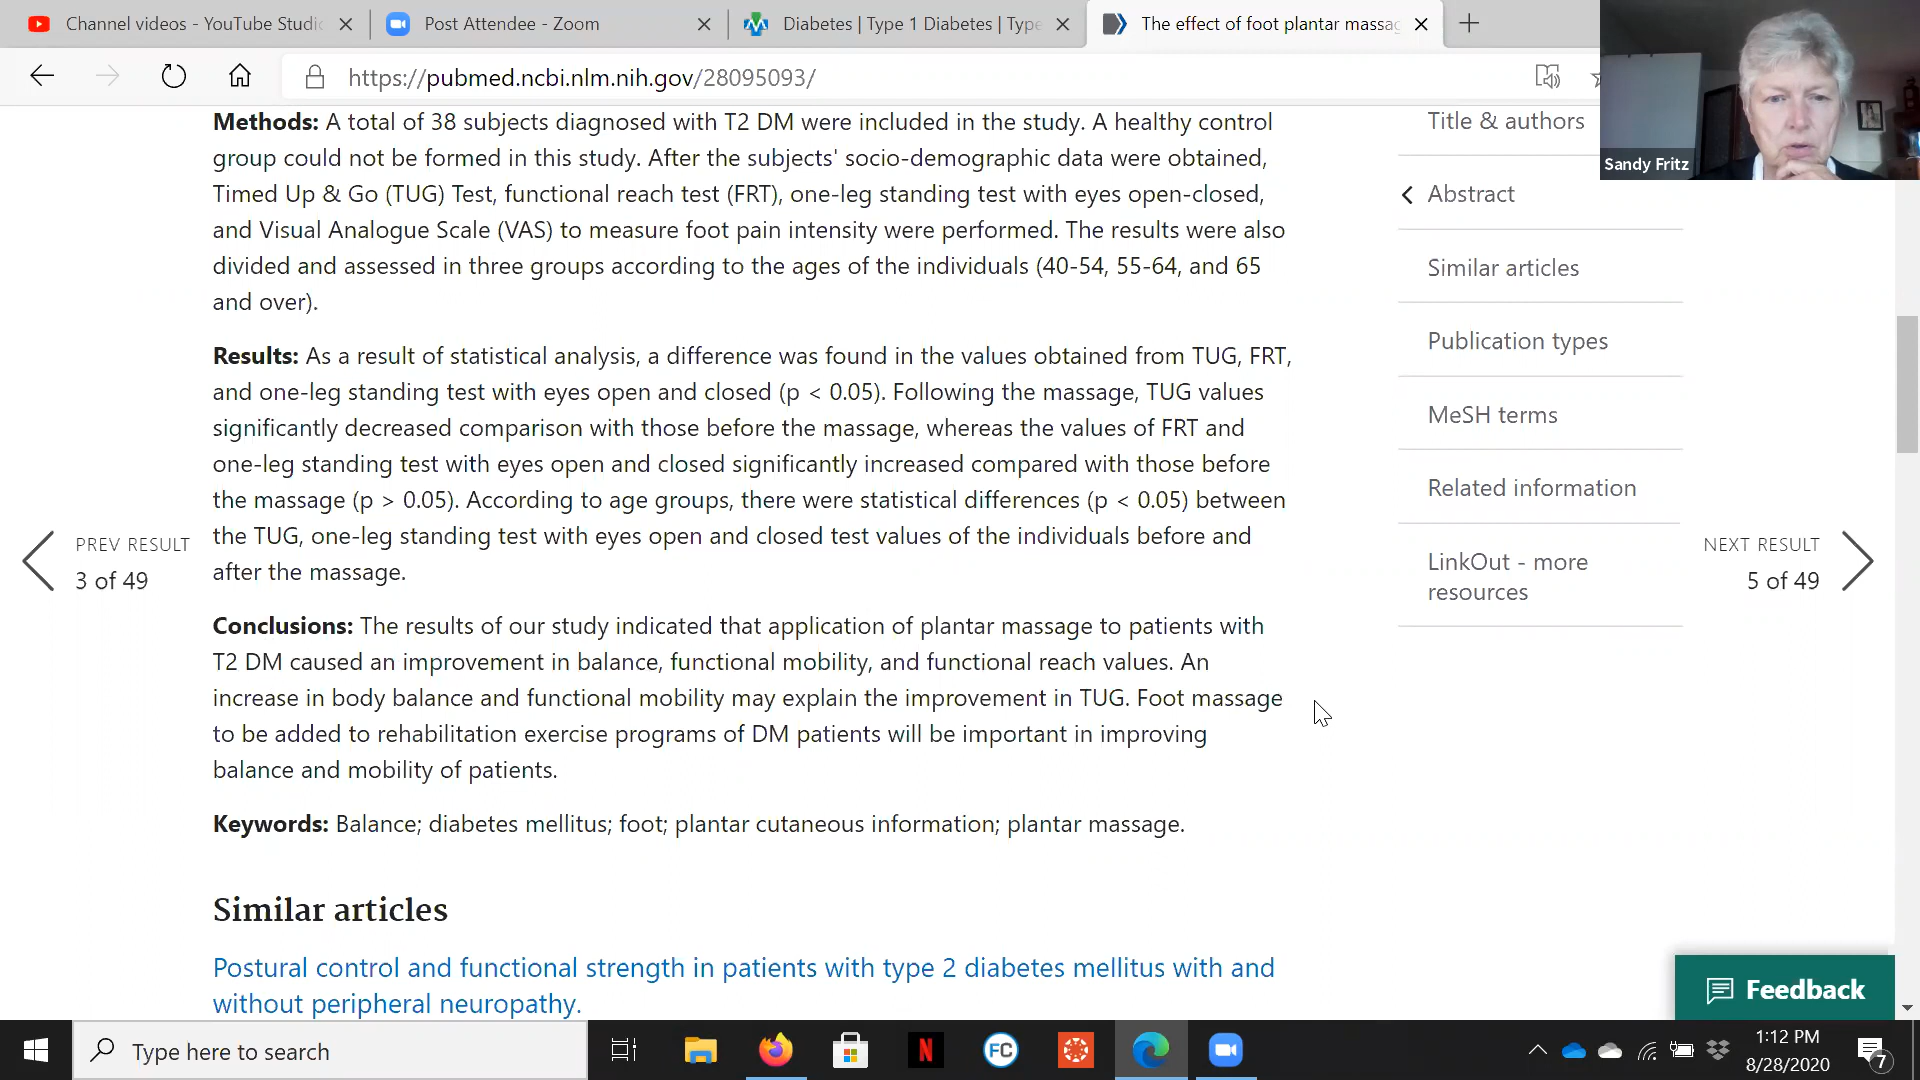 Channel videos - YouTube Studio
Post Attendee - Zoom
Diabetes | Type 1 Diabetes | Type
The effect of foot plantar massag
https://pubmed.ncbi.nlm.nih.gov/28095093/
Sandy Fritz
Methods: A total of 38 subjects diagnosed with T2 DM were included in the study. A healthy control
group could not be formed in this study. After the subjects' socio-demographic data were obtained,
Timed Up & Go (TUG) Test, functional reach test (FRT), one-leg standing test with eyes open-closed,
and Visual Analogue Scale (VAS) to measure foot pain intensity were performed. The results were also
divided and assessed in three groups according to the ages of the individuals (40-54, 55-64, and 65
and over).
Results: As a result of statistical analysis, a difference was found in the values obtained from TUG, FRT,
and one-leg standing test with eyes open and closed (p < 0.05). Following the massage, TUG values
significantly decreased comparison with those before the massage, whereas the values of FRT and
one-leg standing test with eyes open and closed significantly increased compared with those before
the massage (p > 0.05). According to age groups, there were statistical differences (p < 0.05) between
the TUG, one-leg standing test with eyes open and closed test values of the individuals before and
after the massage.
Conclusions: The results of our study indicated that application of plantar massage to patients with
T2 DM caused an improvement in balance, functional mobility, and functional reach values. An
increase in body balance and functional mobility may explain the improvement in TUG. Foot massage
to be added to rehabilitation exercise programs of DM patients will be important in improving
balance and mobility of patients.
Keywords: Balance; diabetes mellitus; foot; plantar cutaneous information; plantar massage.
Similar articles
Postural control and functional strength in patients with type 2 diabetes mellitus with and
without peripheral neuropathy.
PREV RESULT
3 of 49
Title & authors
Abstract
Similar articles
Publication types
MeSH terms
Related information
LinkOut - more
resources
NEXT RESULT
5 of 49
Feedback
Type here to search
N
FC
1:12 PM
8/28/2020
7